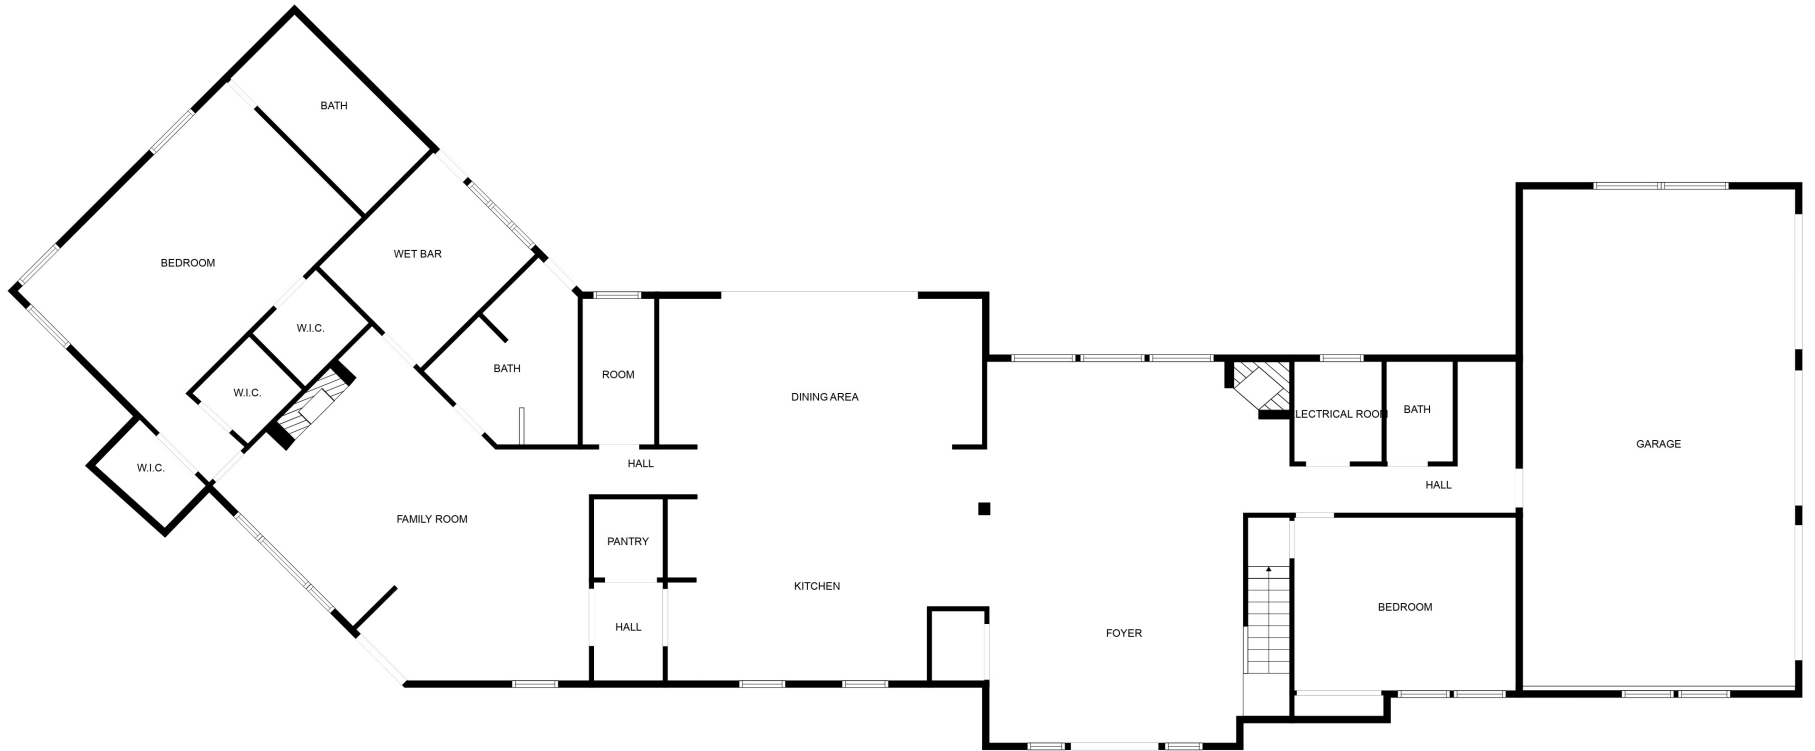 BATH
WET BAR
BEDROOM
W.I.C.
BATH
ROOM
W.I.C.
DINING AREA
LECTRICAL ROOM
BATH
GARAGE
W.I.C.
HALL
HALL
FAMILY ROOM
PANTRY
KITCHEN
BEDROOM
HALL
FOYER